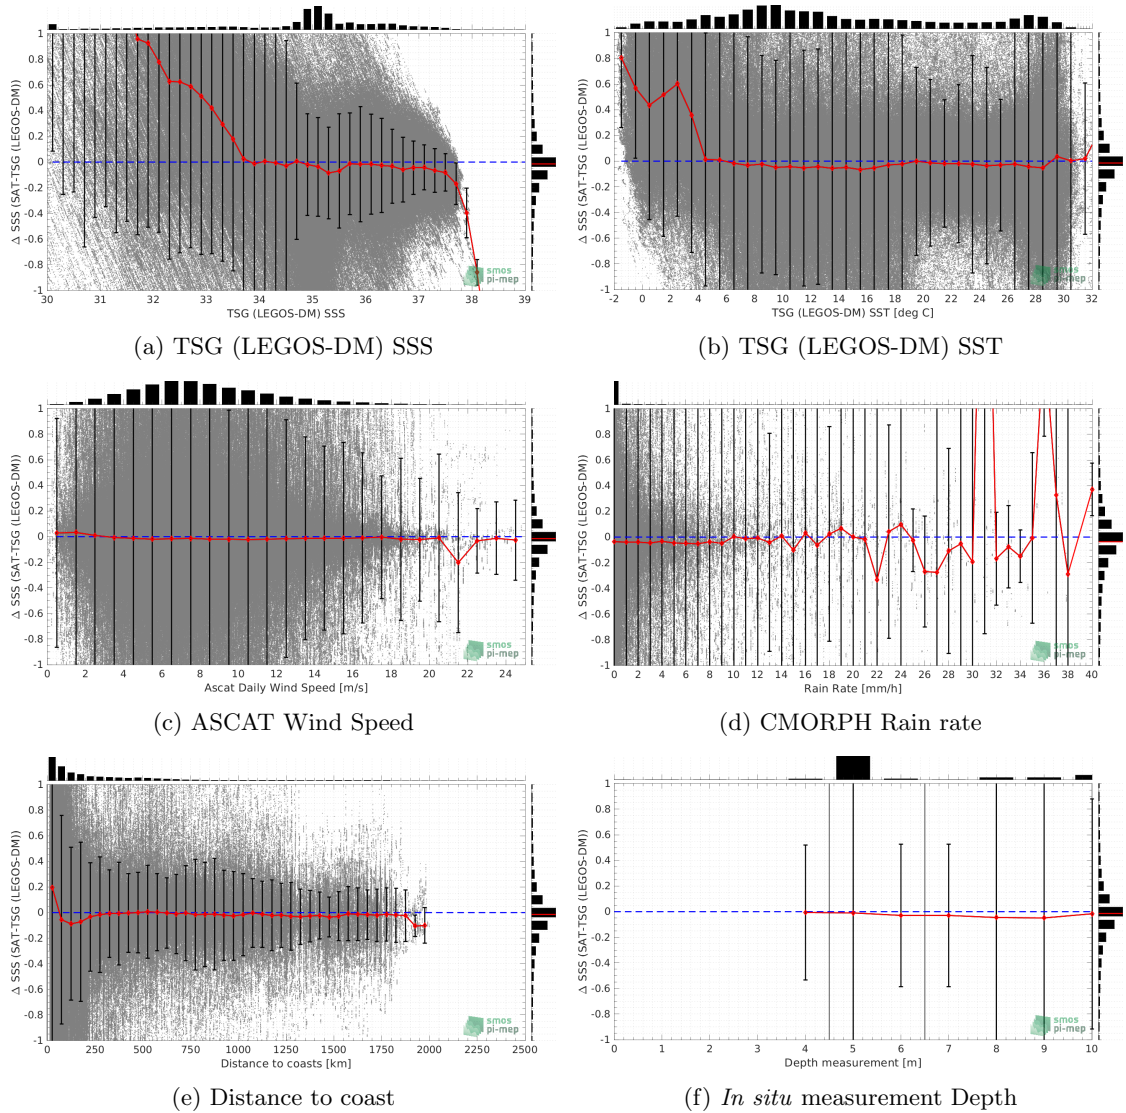 Δ SSS (SAT-TSG (LEGOS-DM))
1
0.8
0.6
0.4
0.2
0
-0.2
-0.4
-0.6
-0.8
-1
30 31 32 33 34 35 36 37 38 39
TSG (LEGOS-DM) SSS
smos
pi-mep
(a) TSG (LEGOS-DM) SSS
Δ SSS (SAT-TSG (LEGOS-DM))
1
0.8
0.6
0.4
0.2
0
-0.2
-0.4
-0.6
-0.8
-1
-2 0 2 4 6 8 10 12 14 16 18 20 22 24 26 28 30 32
TSG (LEGOS-DM) SST [deg C]
smos
pi-mep
(b) TSG (LEGOS-DM) SST
Δ SSS (SAT-TSG (LEGOS-DM))
1
0.8
0.6
0.4
0.2
0
-0.2
-0.4
-0.6
-0.8
-1
0 2 4 6 8 10 12 14 16 18 20 22 24
Ascat Daily Wind Speed [m/s]
smos
pi-mep
(c) ASCAT Wind Speed
Δ SSS (SAT-TSG (LEGOS-DM))
1
0.8
0.6
0.4
0.2
0
-0.2
-0.4
-0.6
-0.8
-1
0 2 4 6 8 10 12 14 16 18 20 22 24 26 28 30 32 34 36 38 40
Rain Rate [mm/h]
smos
pi-mep
(d) CMORPH Rain rate
Δ SSS (SAT-TSG (LEGOS-DM))
1
0.8
0.6
0.4
0.2
0
-0.2
-0.4
-0.6
-0.8
-1
0 250 500 750 1000 1250 1500 1750 2000 2250 2500
Distance to coasts [km]
smos
pi-mep
(e) Distance to coast
Δ SSS (SAT-TSG (LEGOS-DM))
1
0.8
0.6
0.4
0.2
0
-0.2
-0.4
-0.6
-0.8
-1
0 1 2 3 4 5 6 7 8 9 10
Depth measurement [m]
smos
pi-mep
(f) In situ measurement Depth